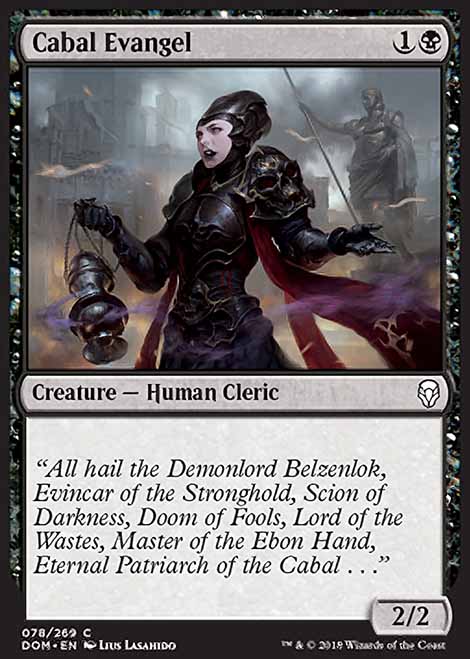 Cabal Evangel 1
Creature — Human Cleric
“All hail the Demonlord Belzenlok,
Evincar of the Stronghold, Scion of
Darkness, Doom of Fools, Lord of the
Wastes, Master of the Ebon Hand,
Eternal Patriarch of the Cabal . . .”
2/2
078/269 C
DOM • EN Lius Lasahido
™ & © 2018 Wizards of the Coast